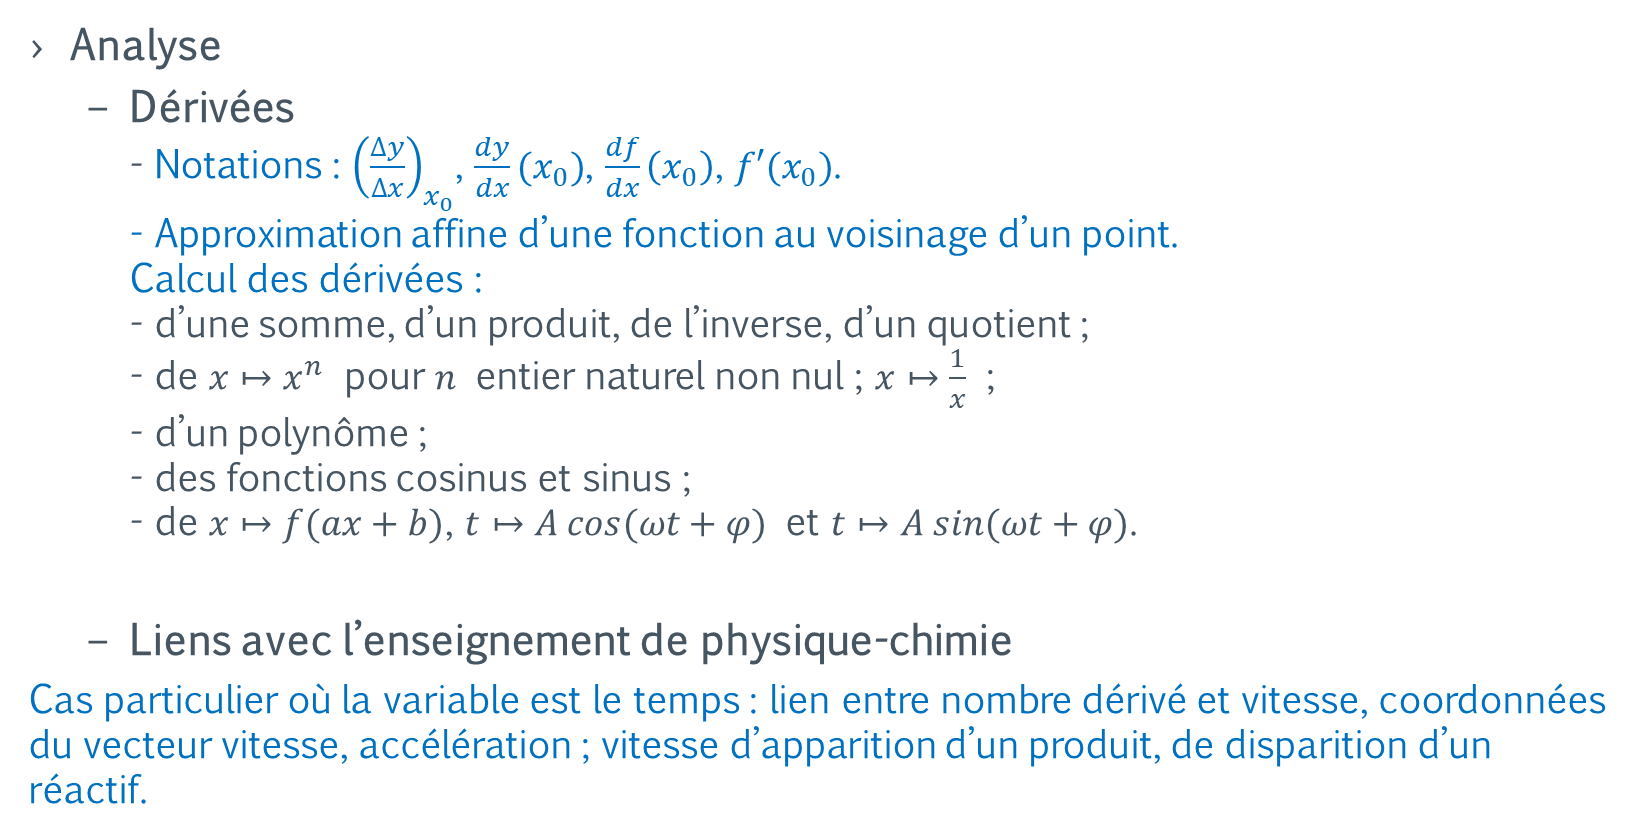 › Analyse
– Dérivées
- Notations : (Δy/Δx)_{x₀}, dy/dx (x₀), df/dx (x₀), f′(x₀).
- Approximation affine d’une fonction au voisinage d’un point.
Calcul des dérivées :
- d’une somme, d’un produit, de l’inverse, d’un quotient ;
- de x ↦ xⁿ pour n entier naturel non nul ; x ↦ 1/x ;
- d’un polynôme ;
- des fonctions cosinus et sinus ;
- de x ↦ f(ax + b), t ↦ A cos(ωt + φ) et t ↦ A sin(ωt + φ).
– Liens avec l’enseignement de physique-chimie
Cas particulier où la variable est le temps : lien entre nombre dérivé et vitesse, coordonnées
du vecteur vitesse, accélération ; vitesse d’apparition d’un produit, de disparition d’un
réactif.